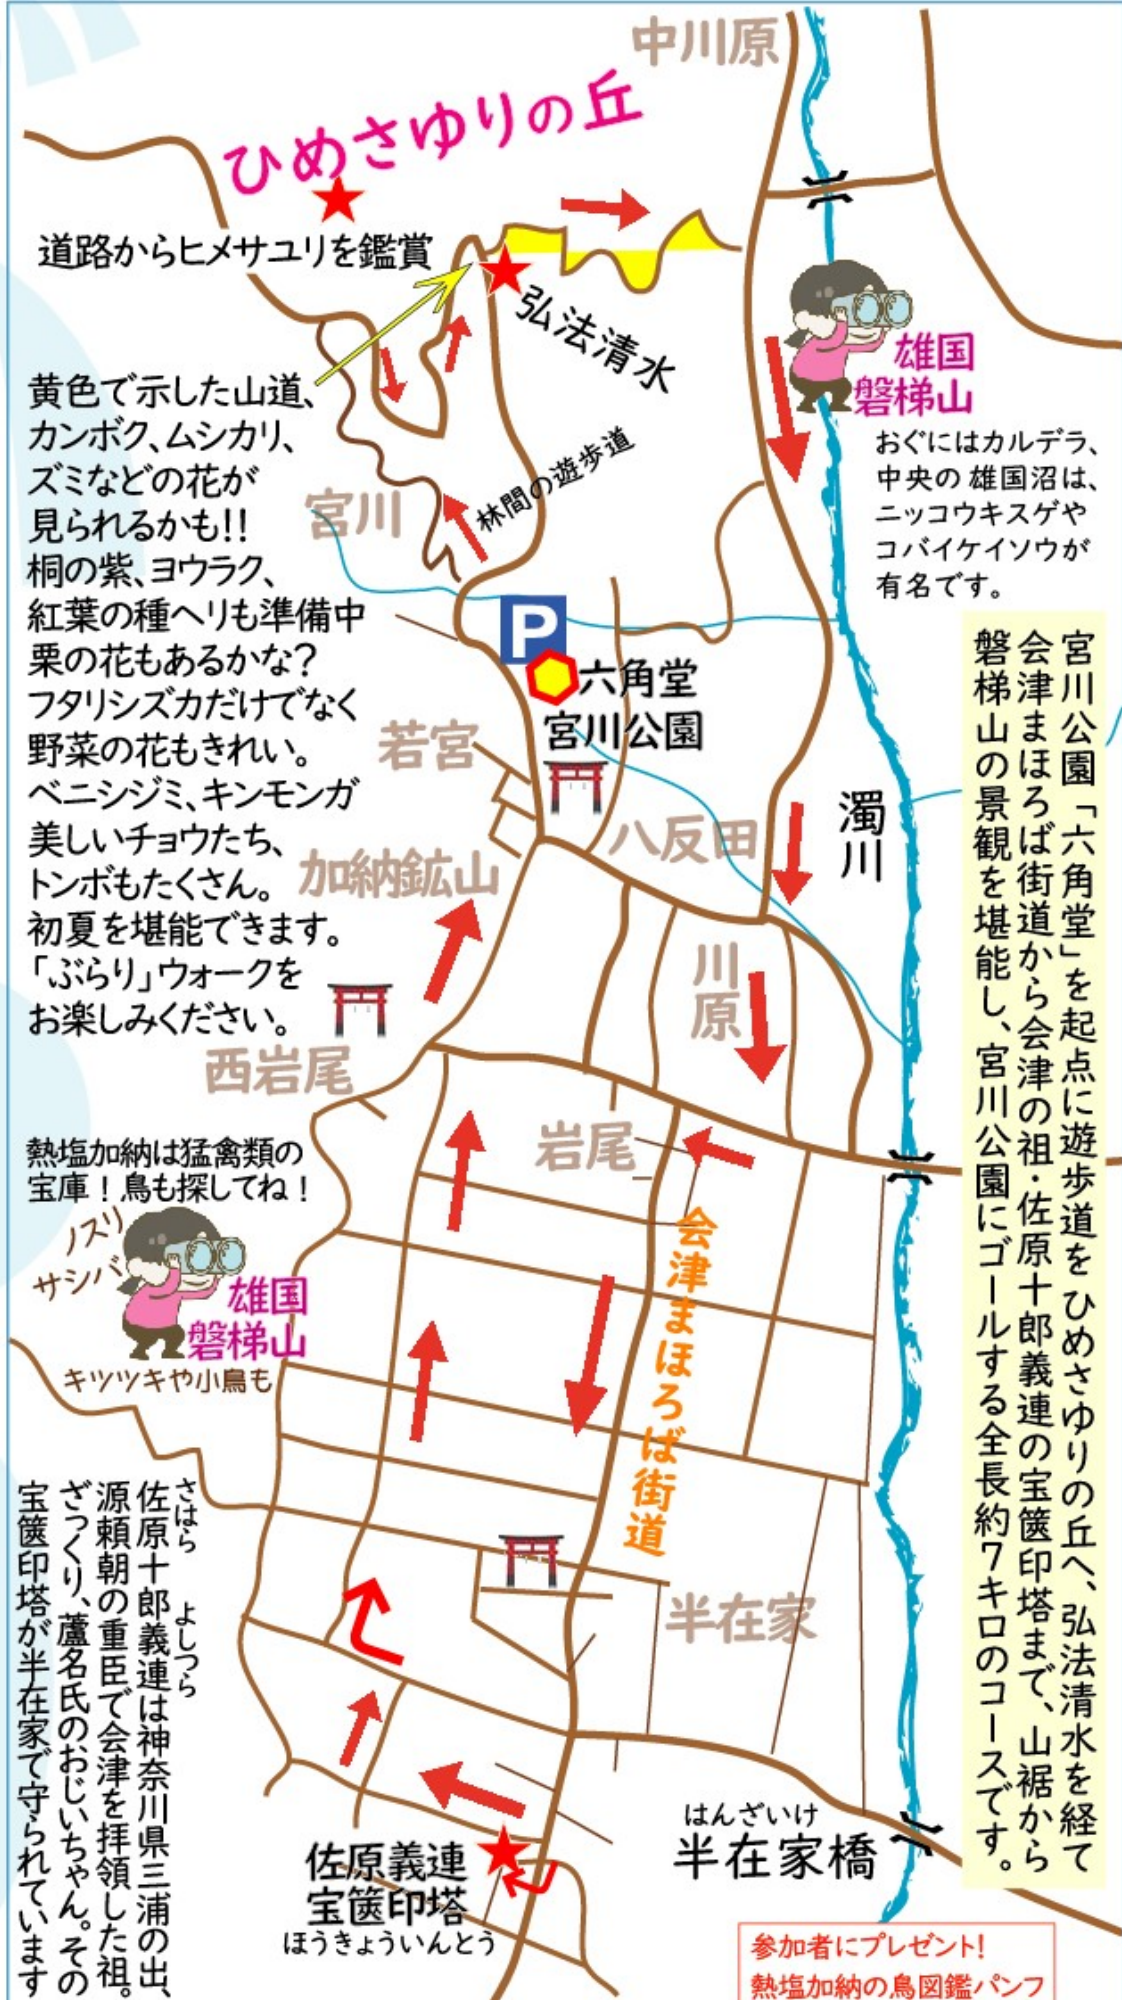 中川原
ひめさゆりの丘
道路からヒメサユリを鑑賞
弘法清水
雄国
磐梯山
おぐにはカルデラ、
中央の 雄国沼は、
ニッコウキスゲや
コバイケイソウが
有名です。
黄色で示した山道、
カンボク、ムシカリ、
ズミなどの花が
見られるかも!!
桐の紫、ヨウラク、
紅葉の種ヘリも準備中
栗の花もあるかな?
フタリシズカだけでなく
野菜の花もきれい。
ベニシジミ、キンモンガ
美しいチョウたち、
トンボもたくさん。
初夏を堪能できます。
「ぶらり」ウォークを
お楽しみください。
林間の遊歩道
宮川
P
六角堂
宮川公園
若宮
八反田
濁川
加納鉱山
川原
西岩尾
岩尾
宮川公園「六角堂」を起点に遊歩道を ひめさゆりの丘へ、弘法清水を経て
会津まほろば街道から会津の祖・佐原十郎義連の宝篋印塔まで、山裾から
磐梯山の景観を堪能し、宮川公園にゴールする全長約7キロのコースです。
熱塩加納は猛禽類の
宝庫!鳥も探してね!
ノスリ
サシバ
雄国
磐梯山
キツツキや小鳥も
会津まほろば街道
半在家
さはら よしつら
佐原十郎義連は神奈川県三浦の出、
源頼朝の重臣で会津を拝領した祖。
ざっくり、蘆名氏のおじいちゃん。その
宝篋印塔が半在家で守られています
佐原義連
宝篋印塔
ほうきょういんとう
はんざいけ
半在家橋
参加者にプレゼント!
熱塩加納の鳥図鑑パンフ